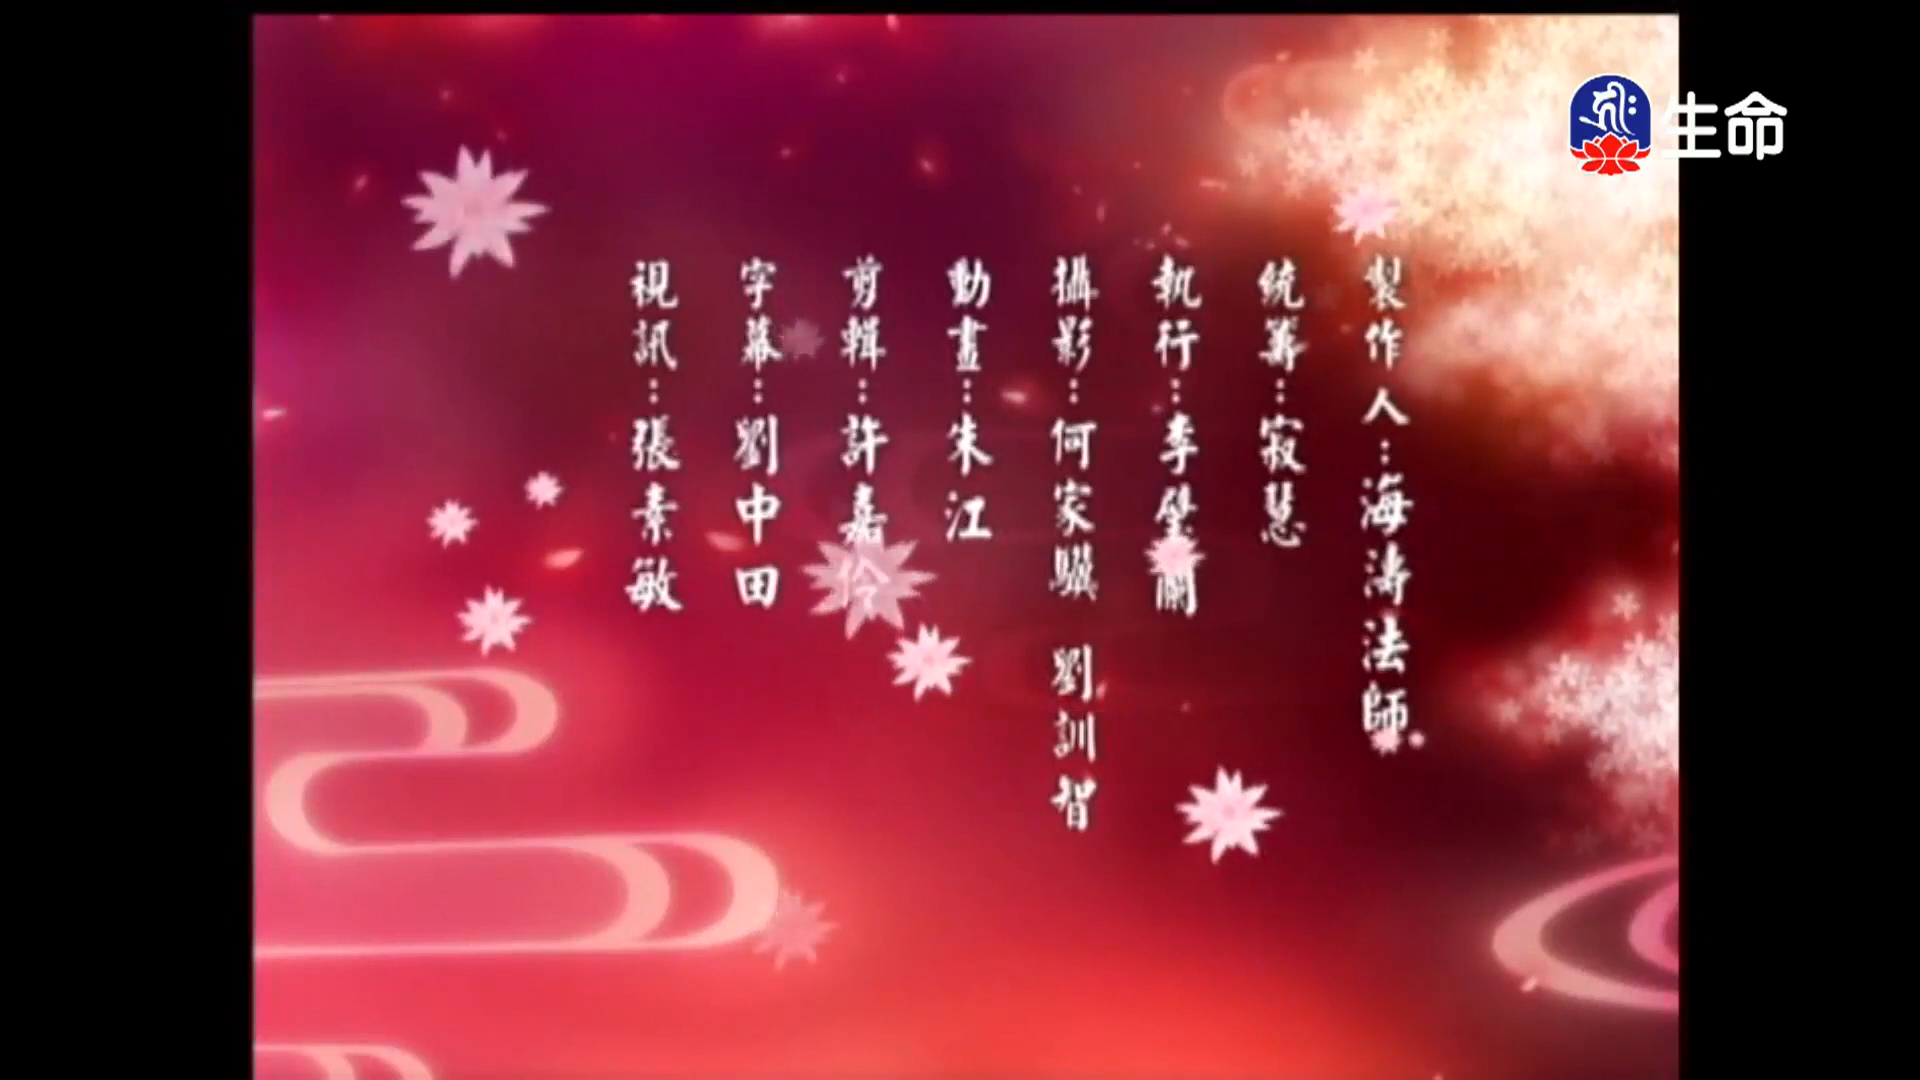 製作人：海濤法師
統籌：寂慧
執行：李璧蘭
攝影：何家驥 劉訓智
動畫：朱江
剪輯：許嘉伶
字幕：劉中田
視訊：張素敏
生命